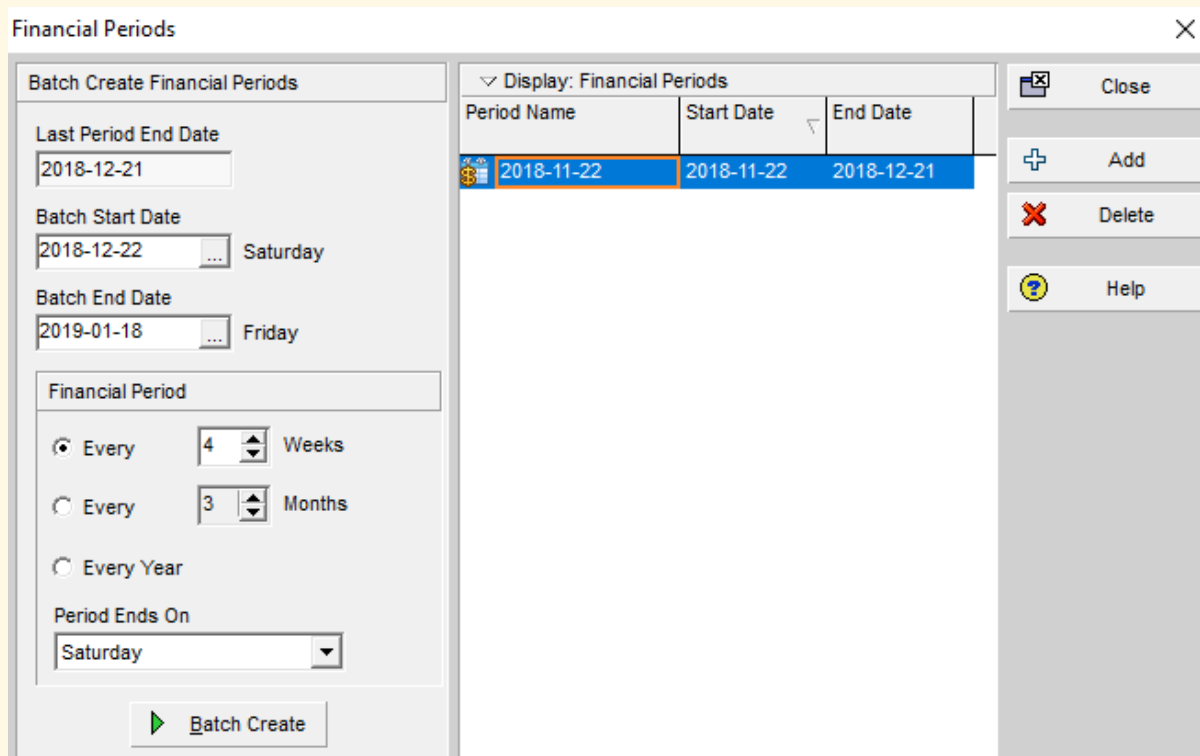 Financial Periods
Batch Create Financial Periods
Last Period End Date
2018-12-21
Batch Start Date
2018-12-22 ... Saturday
Batch End Date
2019-01-18 ... Friday
Financial Period
Every 4 Weeks
Every 3 Months
Every Year
Period Ends On
Saturday
Batch Create
Display: Financial Periods
Period Name Start Date End Date
2018-11-22 2018-11-22 2018-12-21
Close
Add
Delete
Help